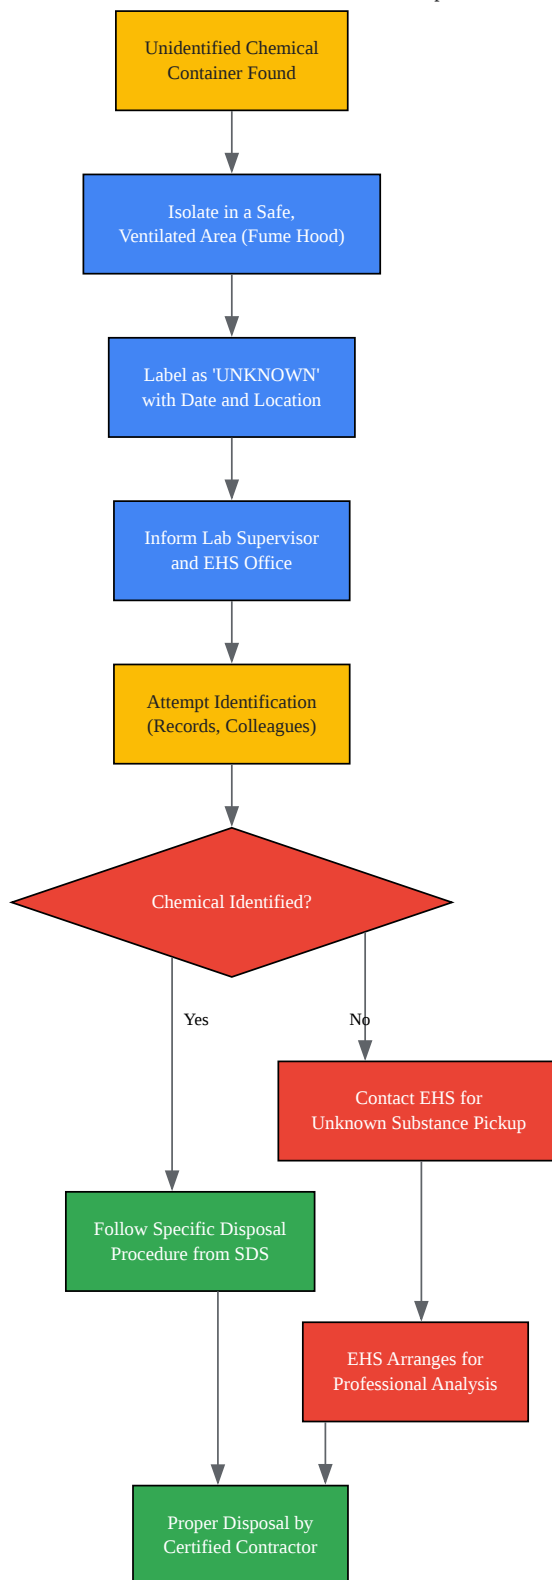 Unidentified Chemical
Container Found
Isolate in a Safe,
Ventilated Area (Fume Hood)
Label as 'UNKNOWN'
with Date and Location
Inform Lab Supervisor
and EHS Office
Attempt Identification
(Records, Colleagues)
Chemical Identified?
Yes
No
Contact EHS for
Unknown Substance Pickup
Follow Specific Disposal
Procedure from SDS
EHS Arranges for
Professional Analysis
Proper Disposal by
Certified Contractor